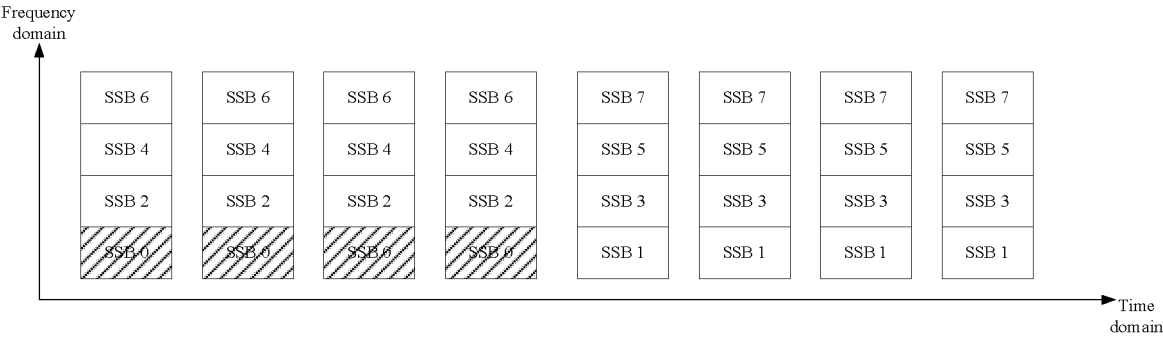 Frequency
domain
SSB 6 SSB 6 SSB 6 SSB 6 SSB 7 SSB 7 SSB 7 SSB 7
SSB 4 SSB 4 SSB 4 SSB 4 SSB 5 SSB 5 SSB 5 SSB 5
SSB 2 SSB 2 SSB 2 SSB 2 SSB 3 SSB 3 SSB 3 SSB 3
SSB 0 SSB 0 SSB 0 SSB 0 SSB 1 SSB 1 SSB 1 SSB 1
Time
domain